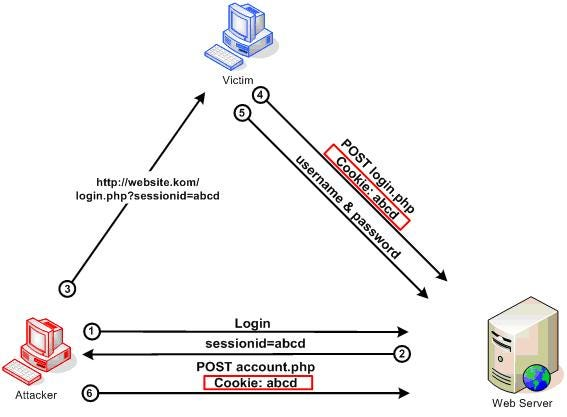 Victim
4
5
POST login.php
Cookie: abcd
username & password
http://website.kom/
login.php?sessionid=abcd
3
1
Login
sessionid=abcd
2
POST account.php
6
Cookie: abcd
Attacker
Web Server